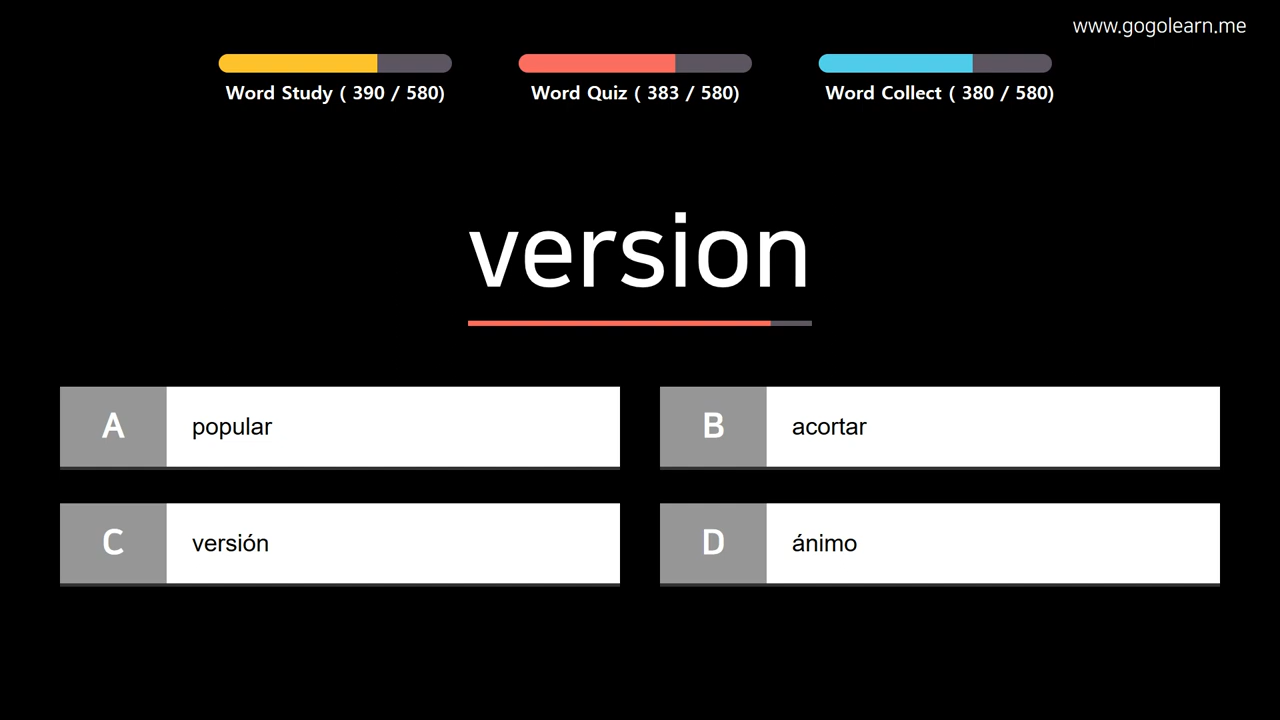 www.gogolearn.me
Word Study ( 390 / 580)
Word Quiz ( 383 / 580)
Word Collect ( 380 / 580)
version
A
popular
B
acortar
C
versión
D
ánimo